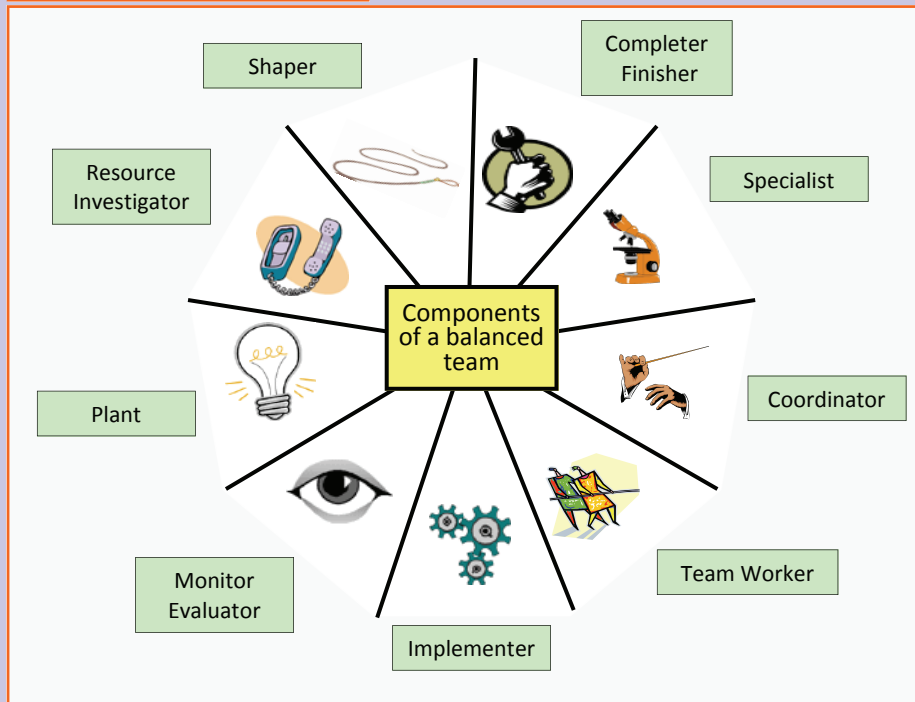 Shaper
Completer
Finisher
Resource
Investigator
Specialist
Components
of a balanced
team
Plant
Coordinator
Monitor
Evaluator
Team Worker
Implementer